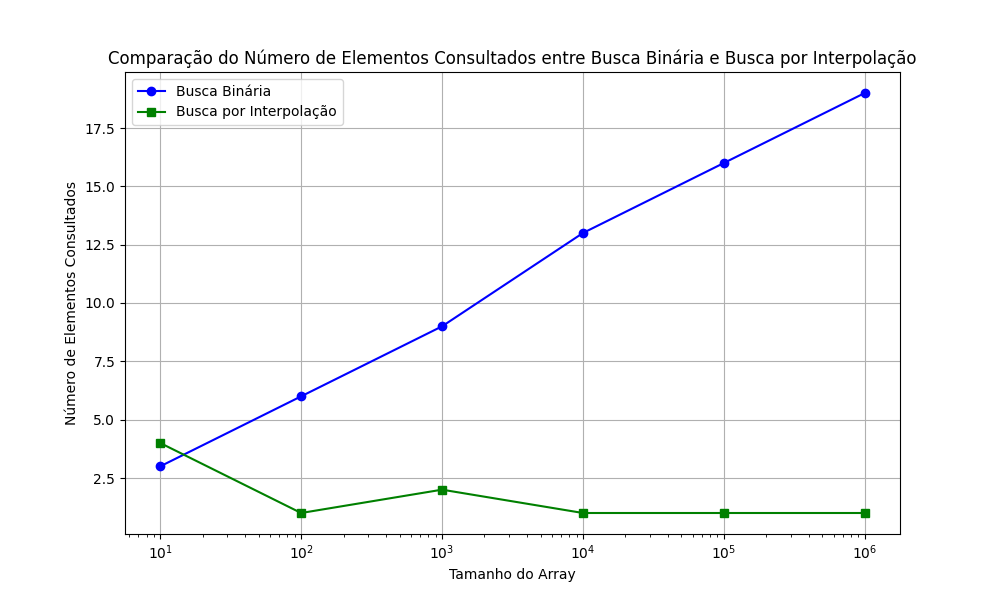 Comparação do Número de Elementos Consultados entre Busca Binária e Busca por Interpolação
Busca Binária
Busca por Interpolação
Número de Elementos Consultados
17.5
15.0
12.5
10.0
7.5
5.0
2.5
10¹ 10² 10³ 10⁴ 10⁵ 10⁶
Tamanho do Array